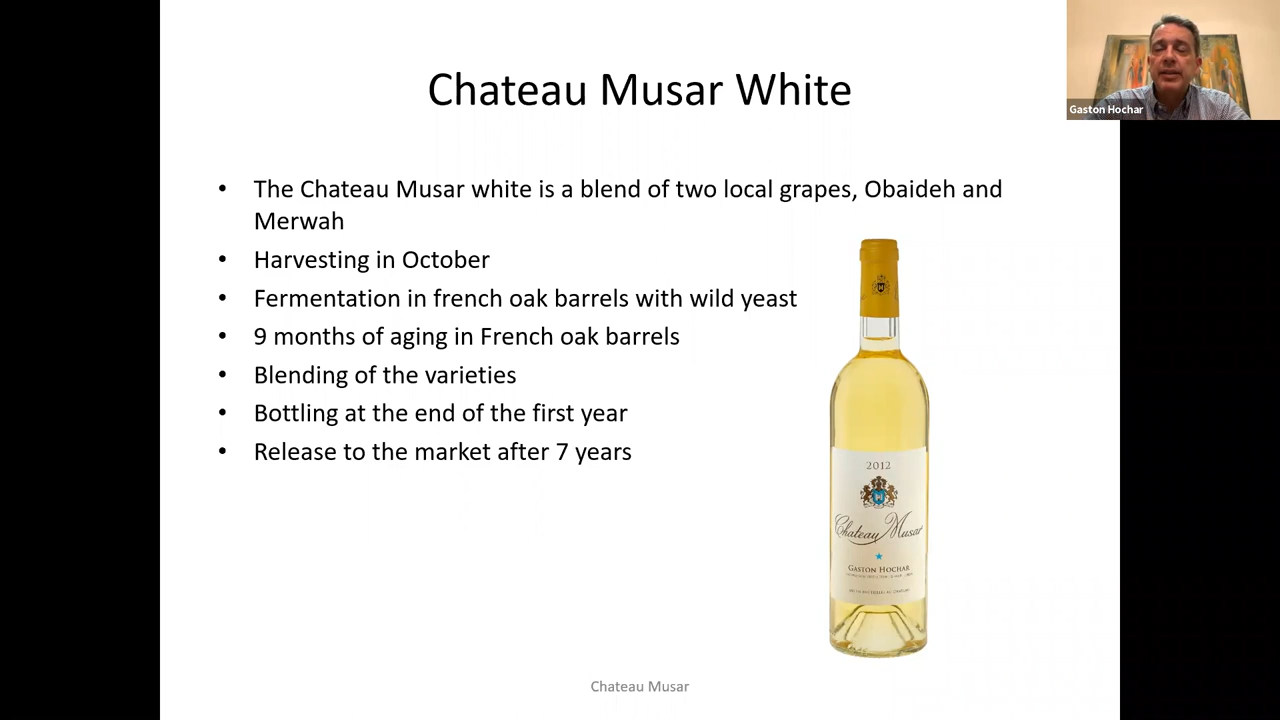 Chateau Musar White
Gaston Hochar
• The Chateau Musar white is a blend of two local grapes, Obaideh and
Merwah
• Harvesting in October
• Fermentation in french oak barrels with wild yeast
• 9 months of aging in French oak barrels
• Blending of the varieties
• Bottling at the end of the first year
• Release to the market after 7 years
2012
Chateau Musar
GASTON HOCHAR
Chateau Musar